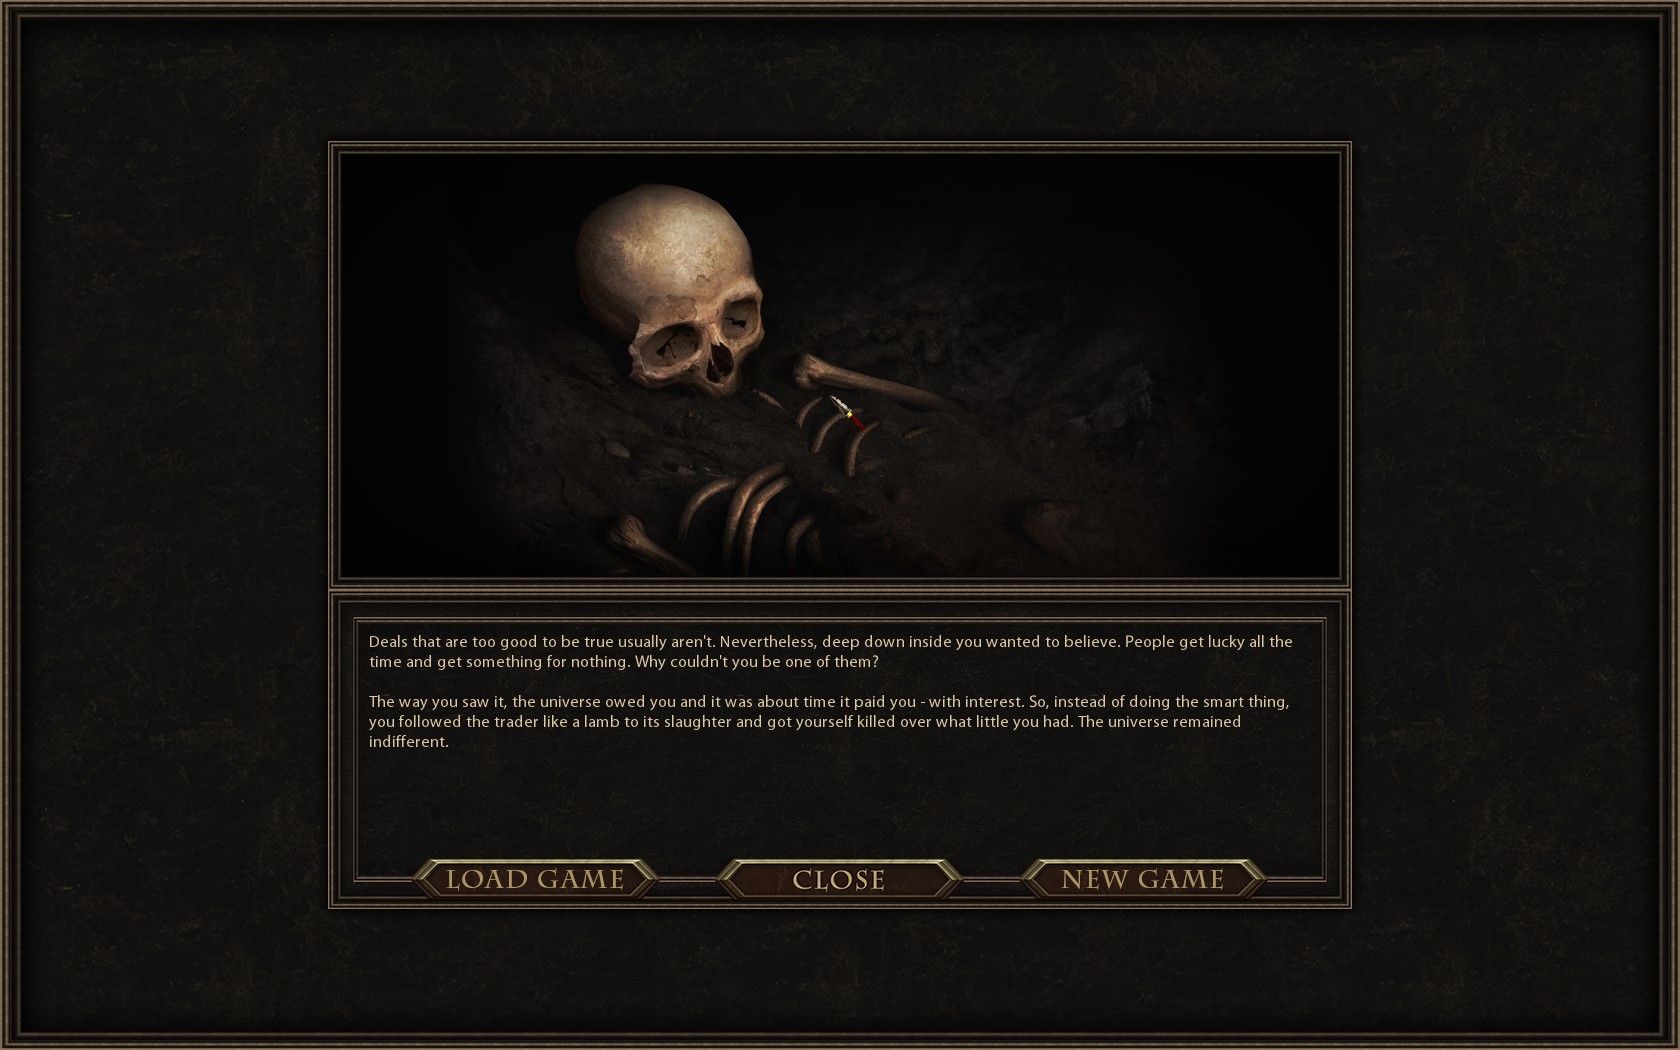 Deals that are too good to be true usually aren't. Nevertheless, deep down inside you wanted to believe. People get lucky all the
time and get something for nothing. Why couldn't you be one of them?
The way you saw it, the universe owed you and it was about time it paid you - with interest. So, instead of doing the smart thing,
you followed the trader like a lamb to its slaughter and got yourself killed over what little you had. The universe remained
indifferent.
LOAD GAME
CLOSE
NEW GAME